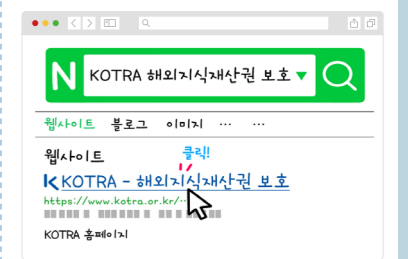 N KOTRA 해외지식재산권 보호 ▼
웹사이트 블로그 이미지 ··· ···
웹사이트 클릭!
K KOTRA - 해외지식재산권 보호
https://www.kotra.or.kr/···
KOTRA 홈페이지